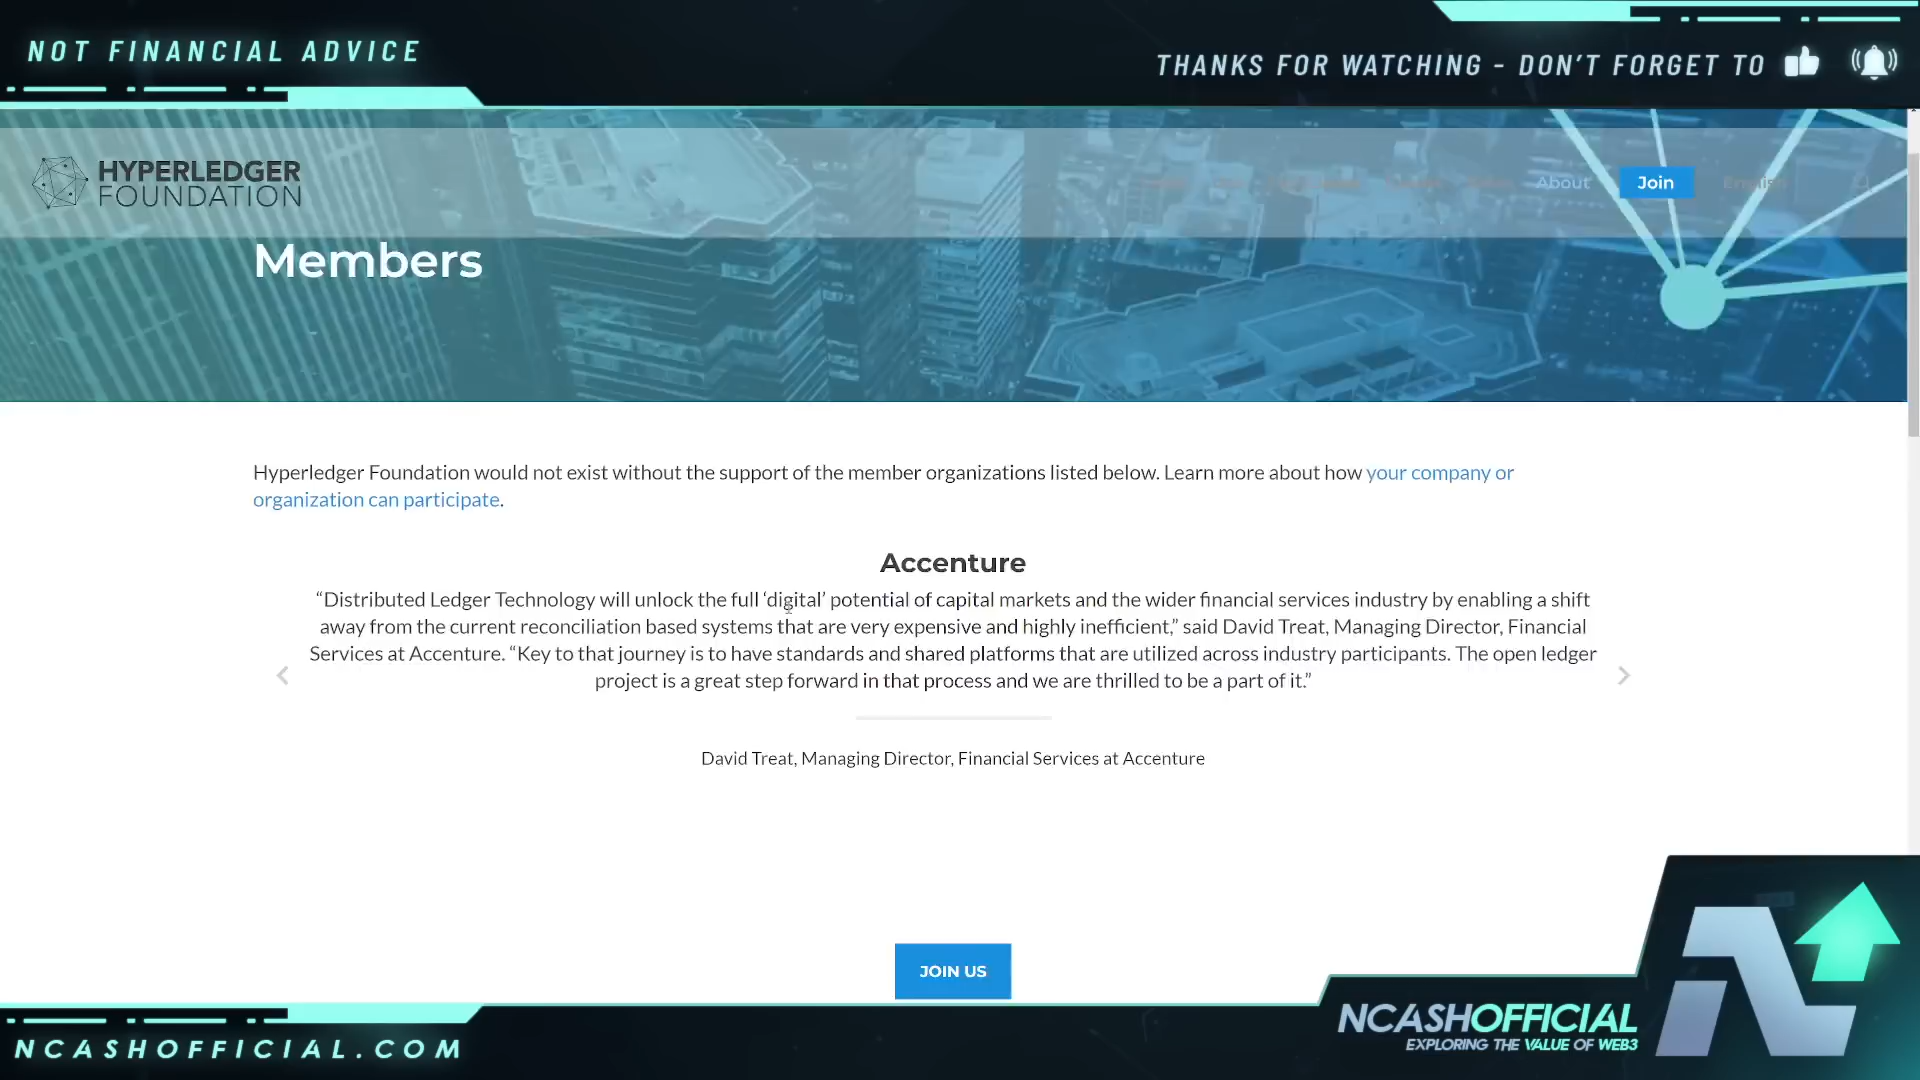 NOT FINANCIAL ADVICE
THANKS FOR WATCHING - DON'T FORGET TO
HYPERLEDGER
FOUNDATION
About
Join
English
Members
Hyperledger Foundation would not exist without the support of the member organizations listed below. Learn more about how your company or
organization can participate.
Accenture
“Distributed Ledger Technology will unlock the full ‘digital’ potential of capital markets and the wider financial services industry by enabling a shift
away from the current reconciliation based systems that are very expensive and highly inefficient,” said David Treat, Managing Director, Financial
Services at Accenture. “Key to that journey is to have standards and shared platforms that are utilized across industry participants. The open ledger
project is a great step forward in that process and we are thrilled to be a part of it.”
David Treat, Managing Director, Financial Services at Accenture
JOIN US
NCASHOFFICIAL
EXPLORING THE VALUE OF WEB3
NCASHOFFICIAL.COM